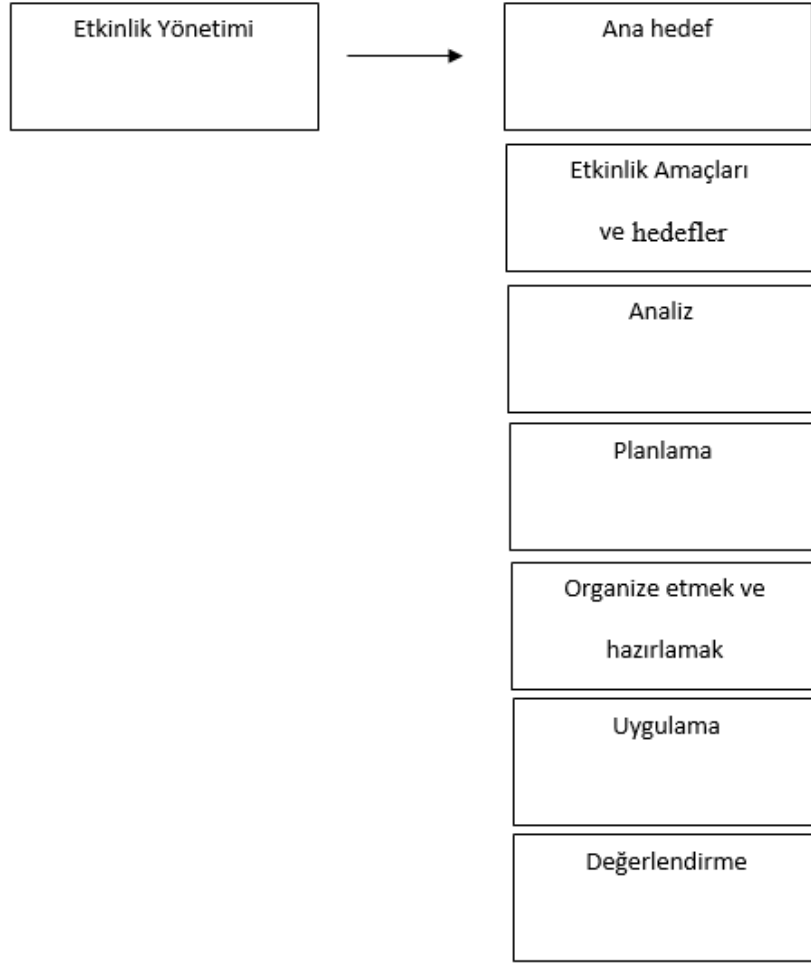 Etkinlik Yönetimi
Ana hedef
Etkinlik Amaçları
ve hedefler
Analiz
Planlama
Organize etmek ve
hazırlamak
Uygulama
Değerlendirme